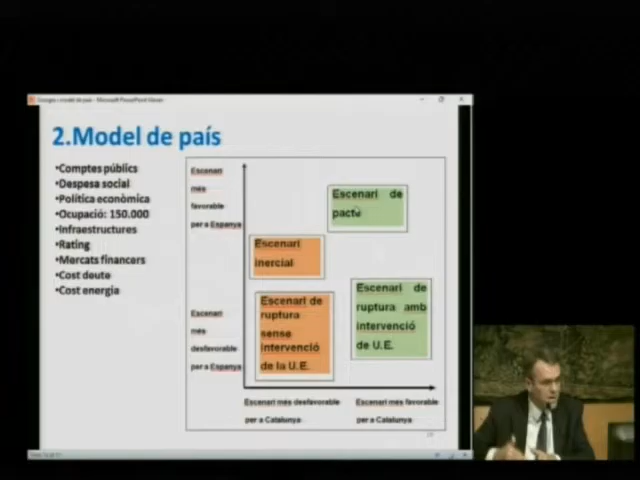 2.Model de país
•Comptes públics
•Despesa social
•Política econòmica
•Ocupació: 150.000
•Infraestructures
•Rating
•Mercats financers
•Cost deute
•Cost energia
Escenari
més
favorable
per a Espanya
Escenari de
pacte
Escenari
inercial
Escenari
més
desfavorable
per a Espanya
Escenari de
ruptura
sense
intervenció
de la U.E.
Escenari de
ruptura amb
intervenció
de U.E.
Escenari més desfavorable
per a Catalunya
Escenari més favorable
per a Catalunya